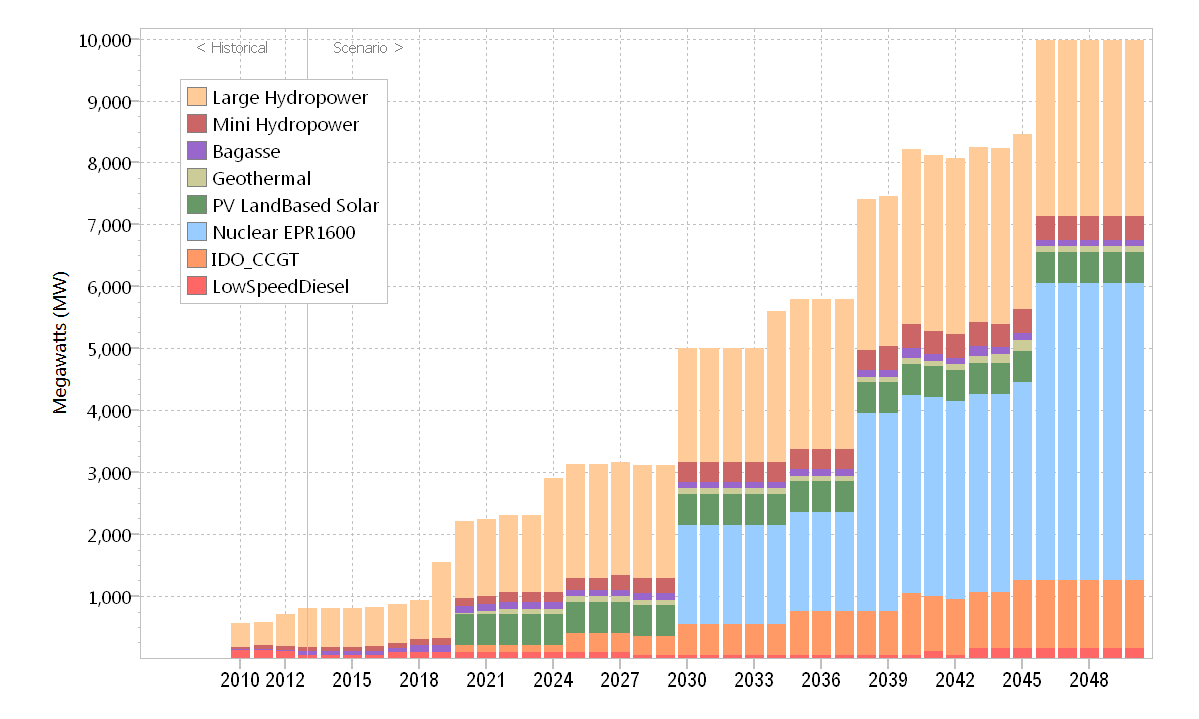 10,000
9,000
8,000
7,000
6,000
5,000
4,000
3,000
2,000
1,000
Megawatts (MW)
< Historical
Scenario >
Large Hydropower
Mini Hydropower
Bagasse
Geothermal
PV LandBased Solar
Nuclear EPR1600
IDO_CCGT
LowSpeedDiesel
2010 2012 2015 2018 2021 2024 2027 2030 2033 2036 2039 2042 2045 2048